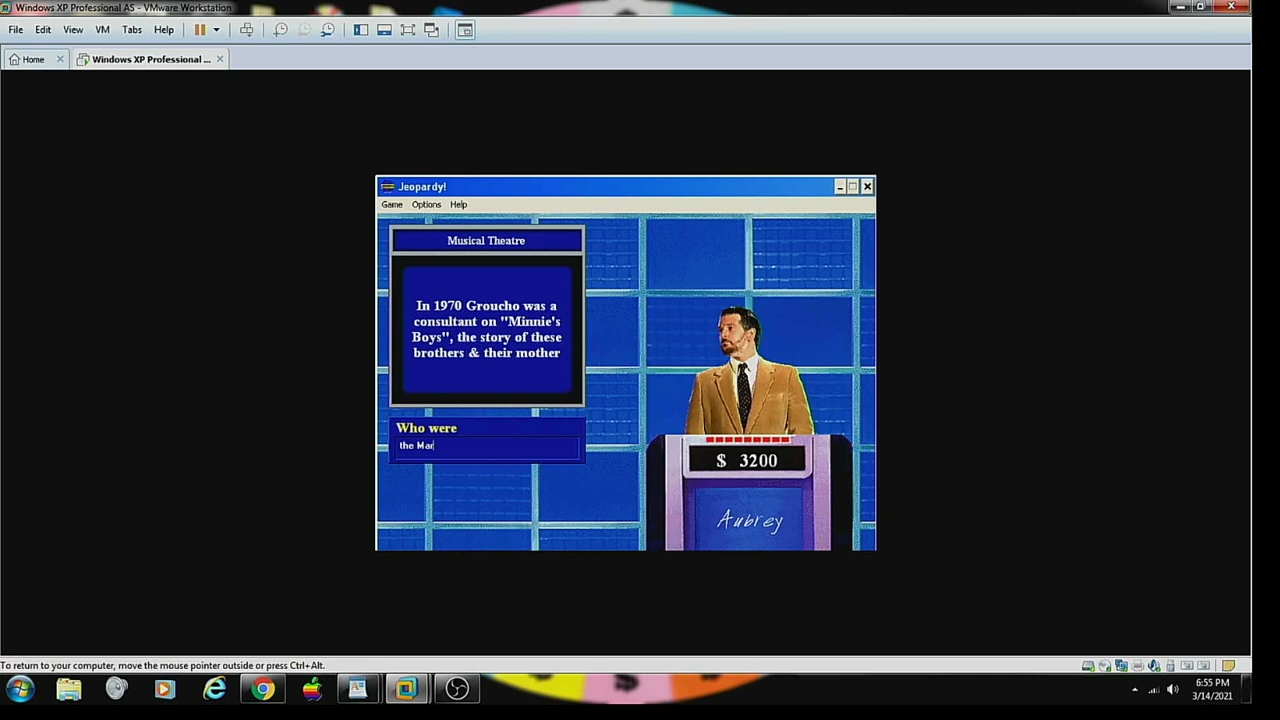 Windows XP Professional AS - VMware Workstation
File Edit View VM Tabs Help
Home Windows XP Professional ...
Jeopardy!
Game Options Help
Musical Theatre
In 1970 Groucho was a
consultant on "Minnie's
Boys", the story of these
brothers & their mother
Who were
the Mar
$ 3200
Aubrey
To return to your computer, move the mouse pointer outside or press Ctrl+Alt.
6:55 PM
3/14/2021